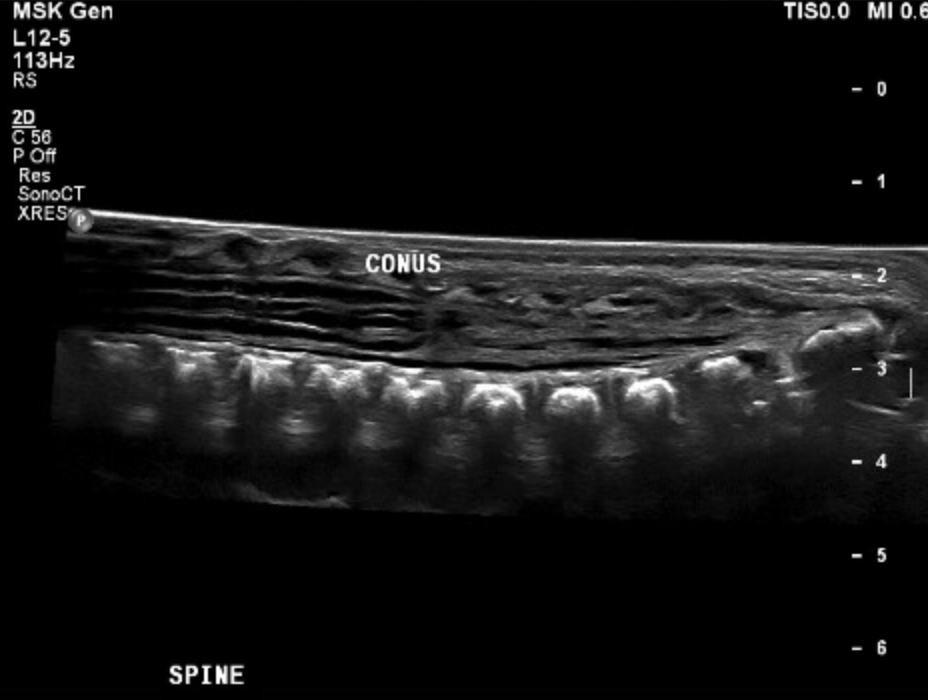 MSK Gen
TIS0.0 MI 0.6
L12-5
113Hz
RS
2D
C 56
P Off
Res
SonoCT
XRES
P
CONUS
0
1
2
3
4
5
6
SPINE